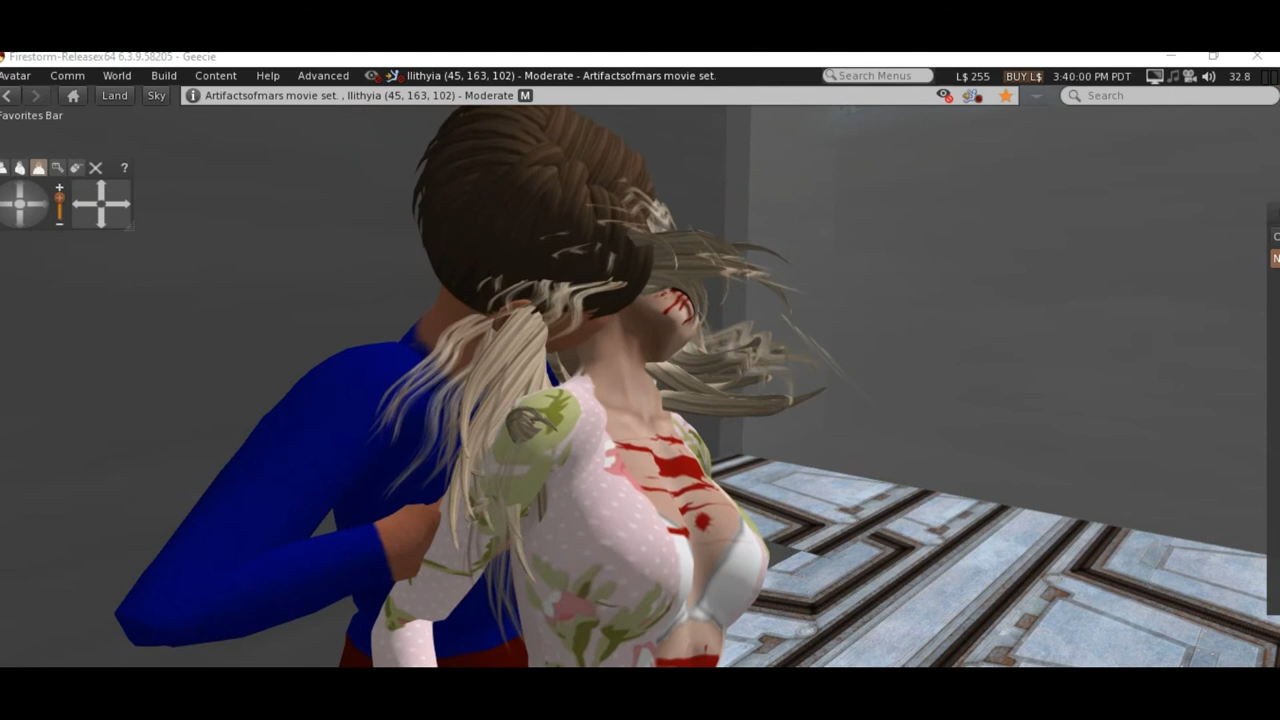 Firestorm-Releasex64 6.3.9.58205 - Geecie
Avatar Comm World Build Content Help Advanced Ilithyia (45, 163, 102) - Moderate - Artifactsofmars movie set. Search Menus L$ 255 BUY L$ 3:40:00 PM PDT 32.8
Land Sky Artifactsofmars movie set. , Ilithyia (45, 163, 102) - Moderate M Search
Favorites Bar
?